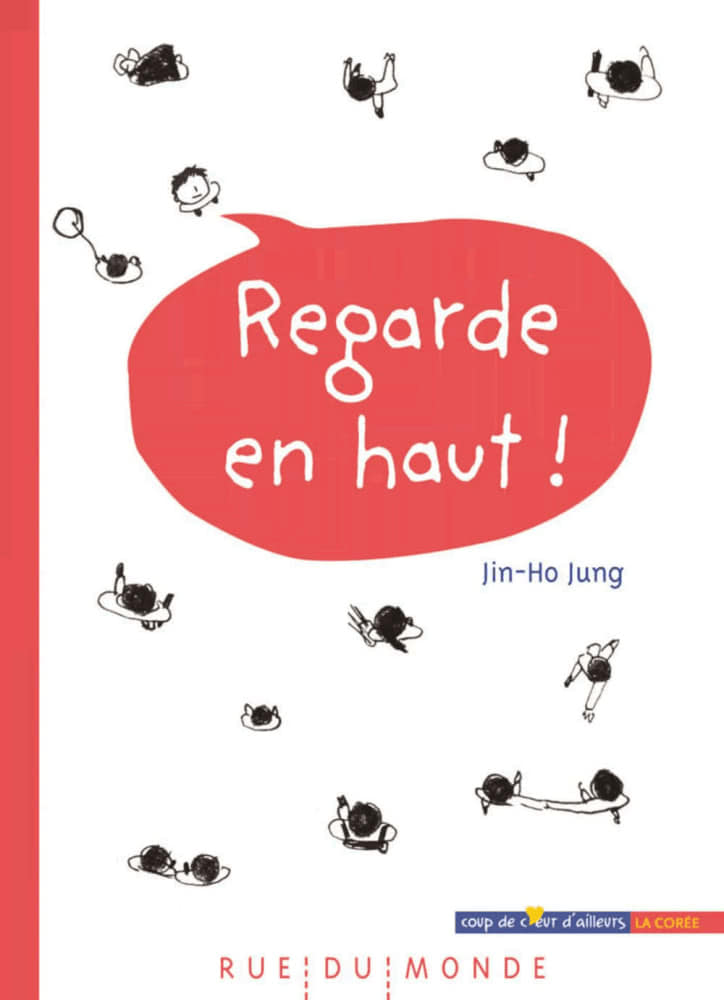 Regarde
en haut !
Jin-Ho Jung
coup de cœur d'ailleurs LA CORÉE
RUE DU MONDE